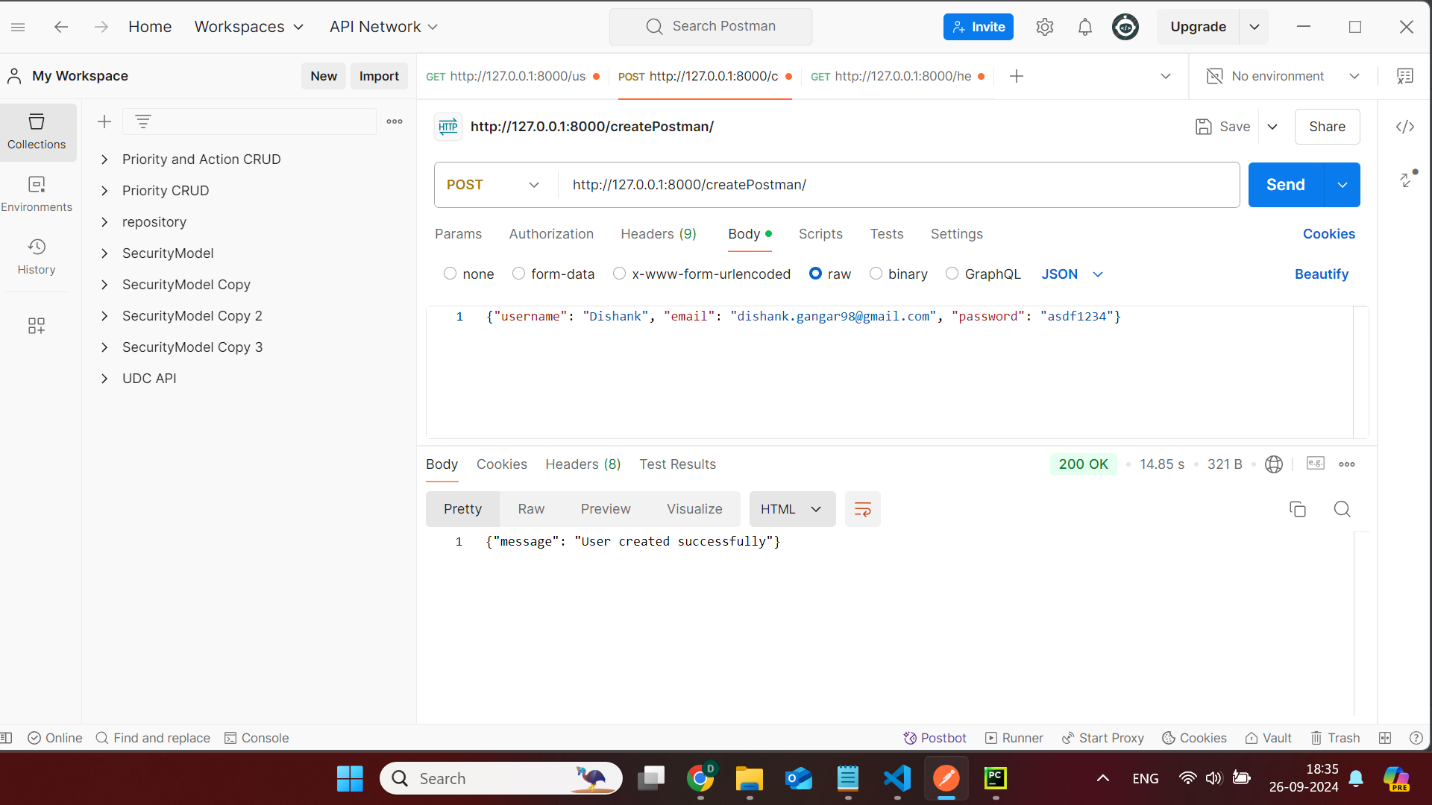 Home Workspaces API Network Search Postman Invite Upgrade
My Workspace New Import GET http://127.0.0.1:8000/us POST http://127.0.0.1:8000/c GET http://127.0.0.1:8000/he No environment
Collections
Environments
History
Priority and Action CRUD
Priority CRUD
repository
SecurityModel
SecurityModel Copy
SecurityModel Copy 2
SecurityModel Copy 3
UDC API
HTTP http://127.0.0.1:8000/createPostman/ Save Share
POST http://127.0.0.1:8000/createPostman/ Send
Params Authorization Headers (9) Body Scripts Tests Settings Cookies
none form-data x-www-form-urlencoded raw binary GraphQL JSON Beautify
1 {"username": "Dishank", "email": "dishank.gangar98@gmail.com", "password": "asdf1234"}
Body Cookies Headers (8) Test Results 200 OK 14.85 s 321 B e.g.
Pretty Raw Preview Visualize HTML
1 {"message": "User created successfully"}
Online Find and replace Console Postbot Runner Start Proxy Cookies Vault Trash
Search D PC ENG 18:35 PRE
26-09-2024